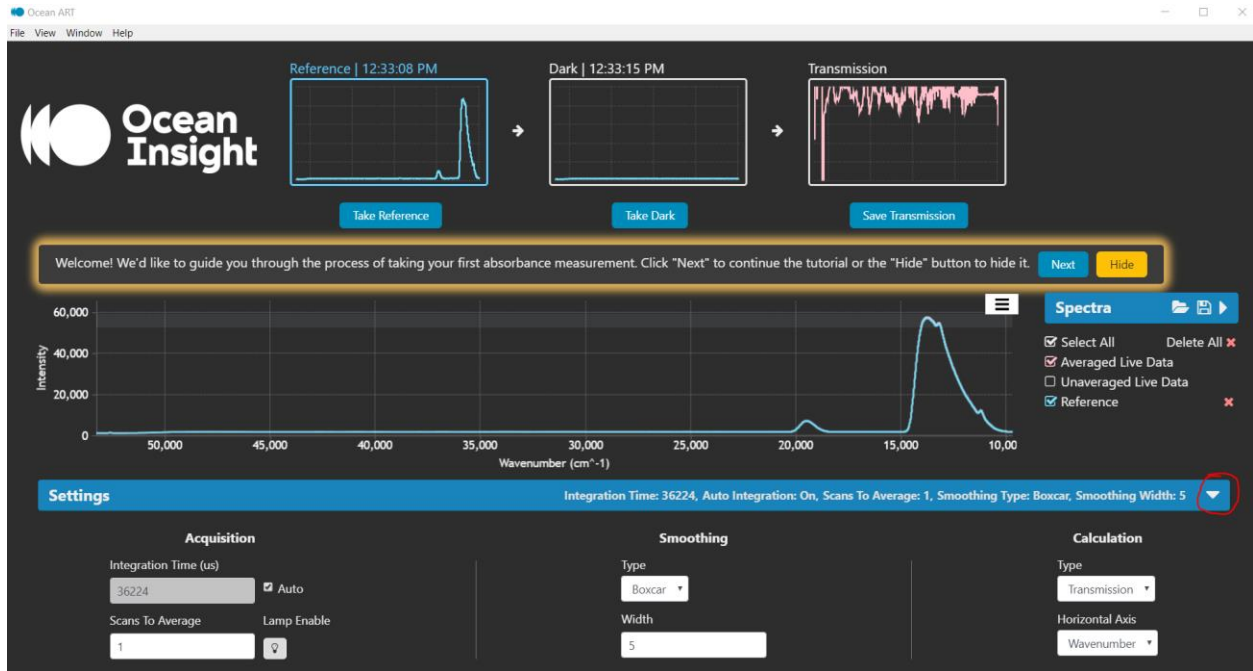 Ocean ART
File View Window Help
Reference | 12:33:08 PM
Dark | 12:33:15 PM
Transmission
Ocean
Insight
Take Reference
Take Dark
Save Transmission
Welcome! We'd like to guide you through the process of taking your first absorbance measurement. Click "Next" to continue the tutorial or the "Hide" button to hide it. Next Hide
60,000
40,000
20,000
0
Intensity
50,000 45,000 40,000 35,000 30,000 25,000 20,000 15,000 10,00
Wavenumber (cm^-1)
Spectra
Select All Delete All
Averaged Live Data
Unaveraged Live Data
Reference
Settings Integration Time: 36224, Auto Integration: On, Scans To Average: 1, Smoothing Type: Boxcar, Smoothing Width: 5
Acquisition
Integration Time (us)
36224 Auto
Scans To Average Lamp Enable
1
Smoothing
Type
Boxcar
Width
5
Calculation
Type
Transmission
Horizontal Axis
Wavenumber